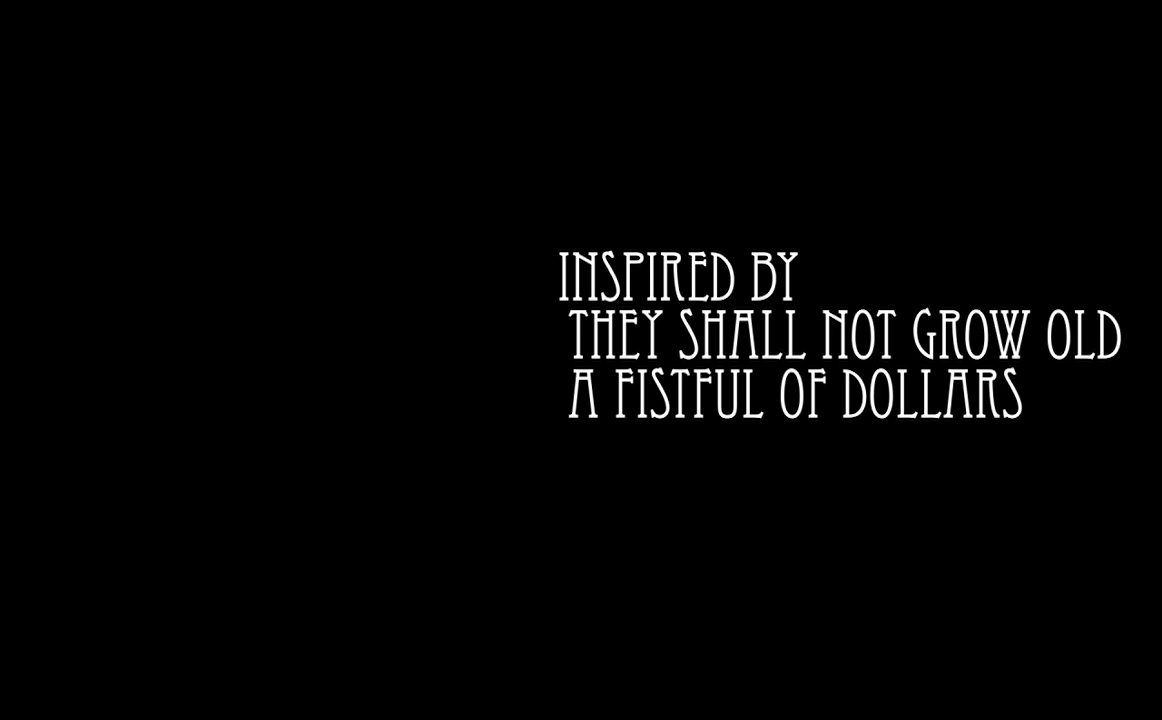 INSPIRED BY
THEY SHALL NOT GROW OLD
A FISTFUL OF DOLLARS